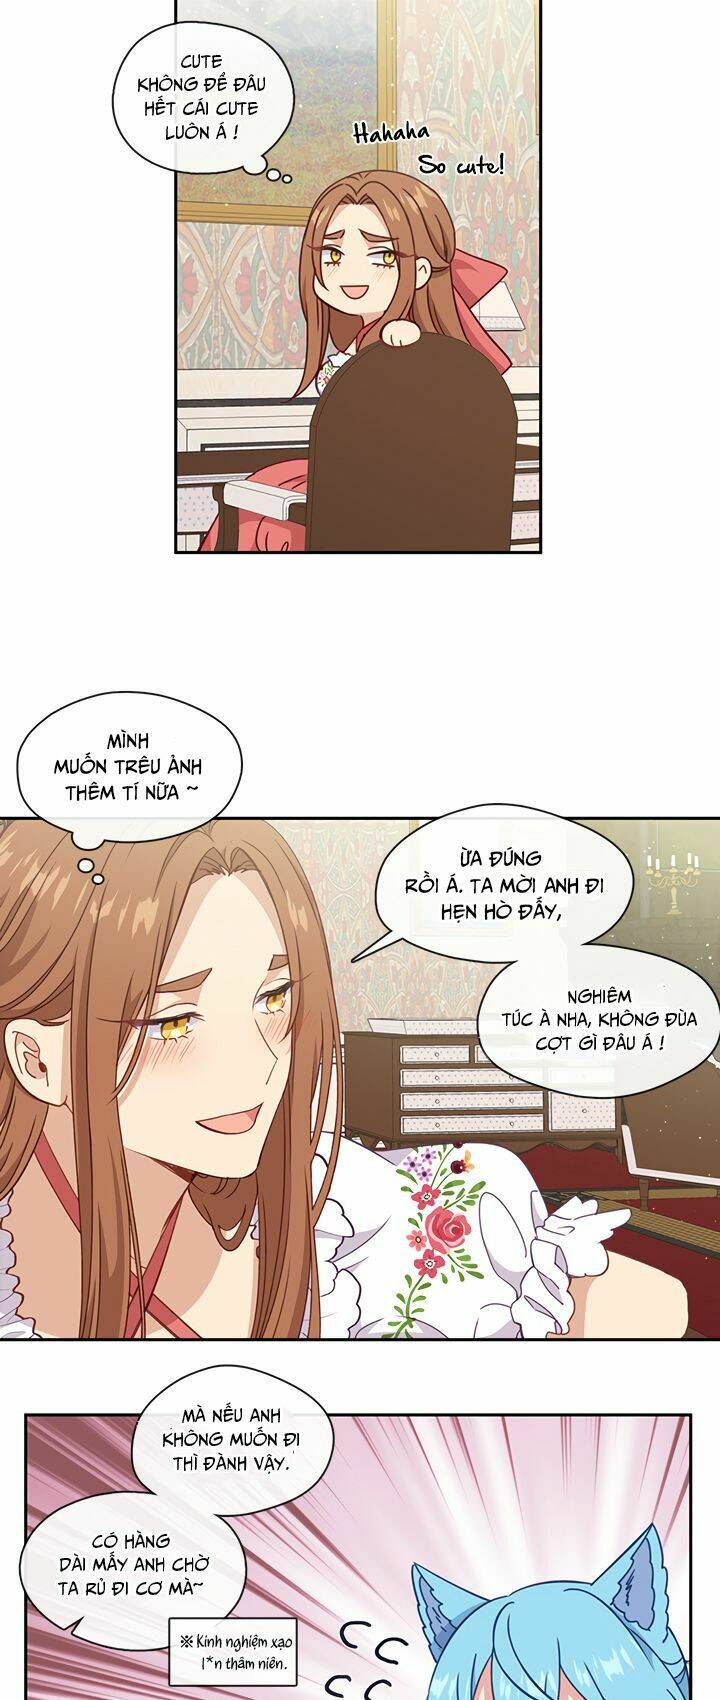 CUTE
KHÔNG ĐỂ ĐÂU
HẾT CÁI CUTE
LUÔN Á !
Hahaha
So cute!
MÌNH
MUỐN TRÊU ẢNH
THÊM TÍ NỮA ~
ỪA ĐÚNG
RỒI Á. TA MỜI ANH ĐI
HẸN HÒ ĐẤY,
NGHIÊM
TÚC À NHA, KHÔNG ĐÙA
CỢT GÌ ĐÂU Á !
MÀ NẾU ANH
KHÔNG MUỐN ĐI
THÌ ĐÀNH VẬY.
CÓ HÀNG
DÀI MẤY ANH CHỜ
TA RỦ ĐI CƠ MÀ~
※ Kinh nghiệm xạo
l*n thâm niên.